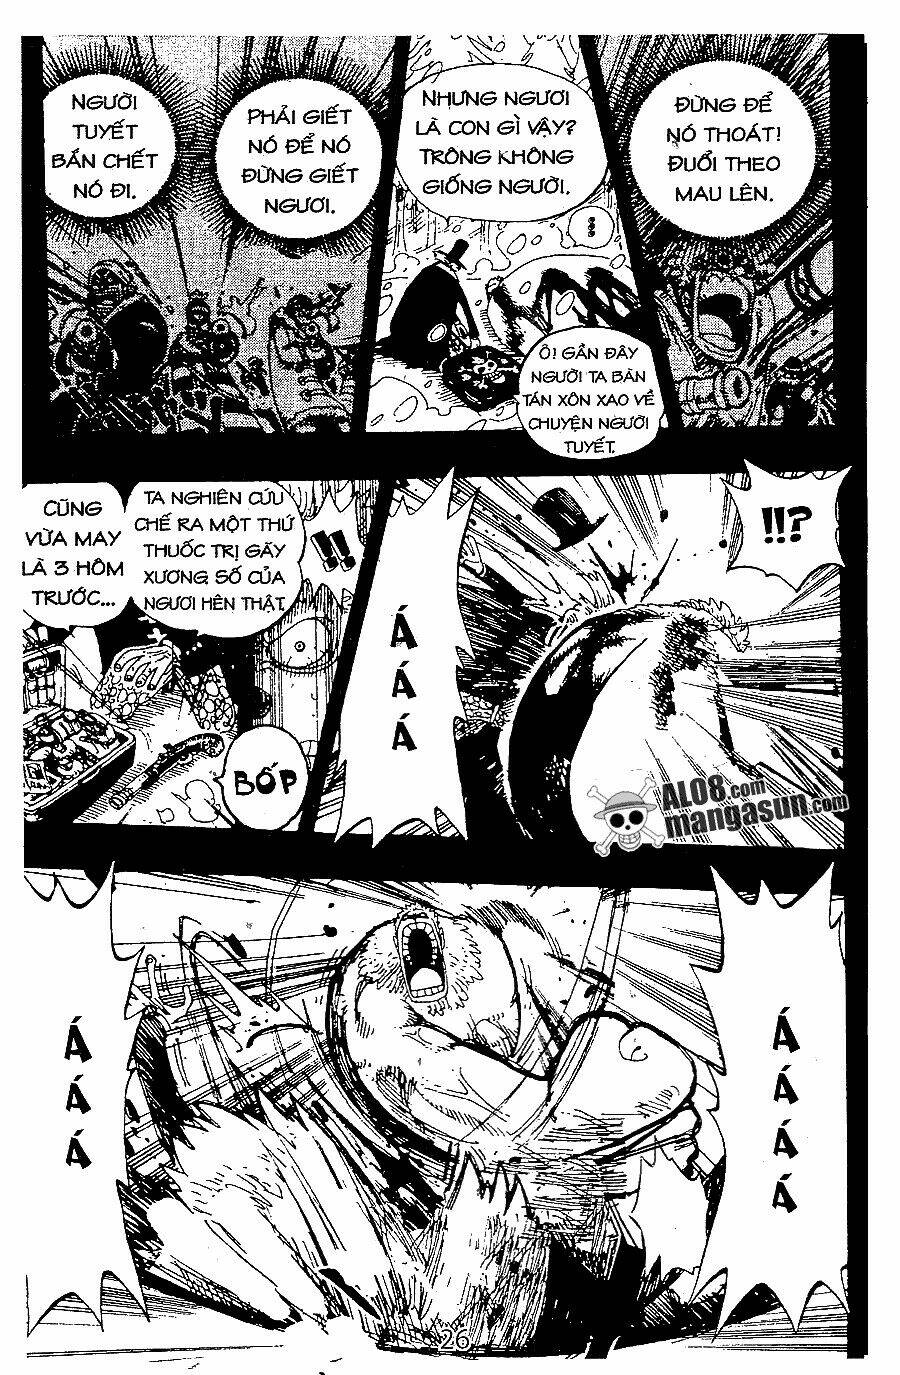 NGƯỜI
TUYẾT
BẮN CHẾT
NÓ ĐI.
PHẢI GIẾT
NÓ ĐỂ NÓ
ĐỪNG GIẾT
NGƯƠI.
NHƯNG NGƯƠI
LÀ CON GÌ VẬY?
TRÔNG KHÔNG
GIỐNG NGƯỜI.
ĐỪNG ĐỂ
NÓ THOÁT!
ĐUỔI THEO
MAU LÊN.
Ồ! GẦN ĐÂY
NGƯỜI TA BÀN
TÁN XÔN XAO VỀ
CHUYỆN NGƯỜI
TUYẾT.
CŨNG
VỪA MAY
LÀ 3 HÔM
TRƯỚC...
TA NGHIÊN CỨU
CHẾ RA MỘT THỨ
THUỐC TRỊ GÃY
XƯƠNG, SỐ CỦA
NGƯƠI HÊN THẬT.
!!
BỐP
Á
Á
Á
!!?
AL08.com
mangasun.com
Á
Á
Á
Á
Á
Á
Á
26